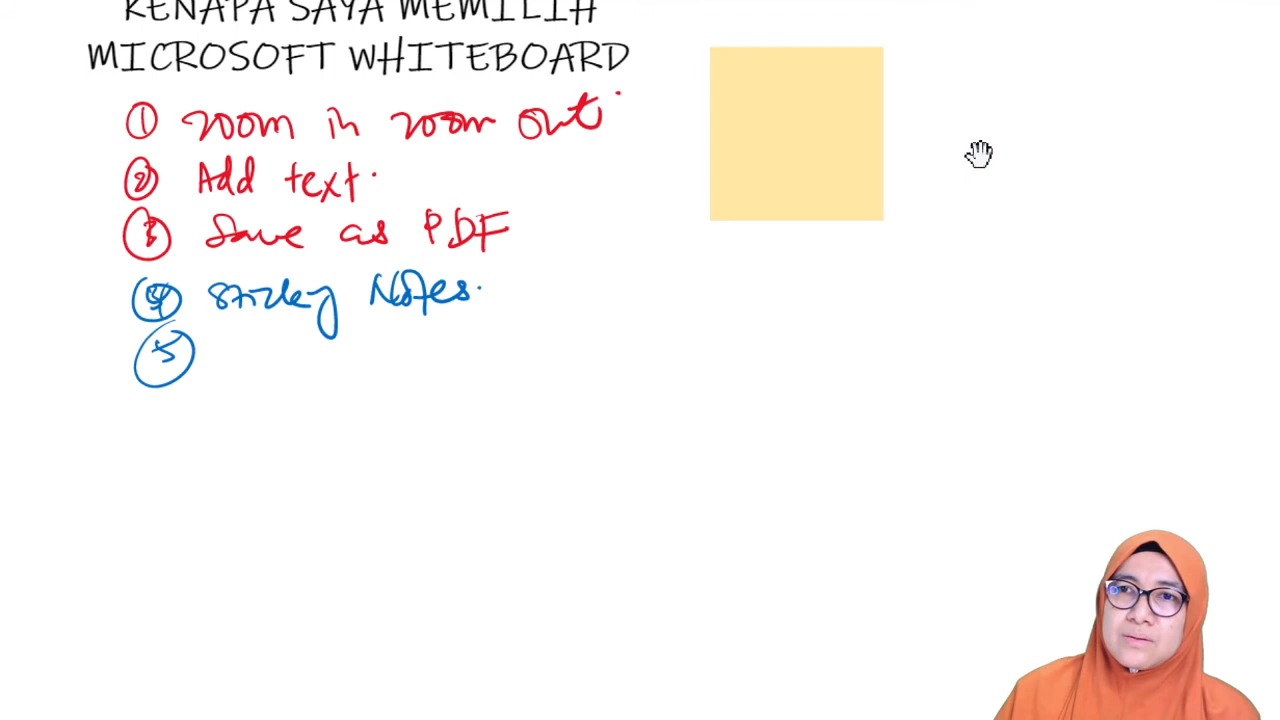 KENAPA SAYA MEMILIH
MICROSOFT WHITEBOARD
① zoom in zoom out.
② Add text.
③ Save as PDF
④ Sticky Notes.
⑤